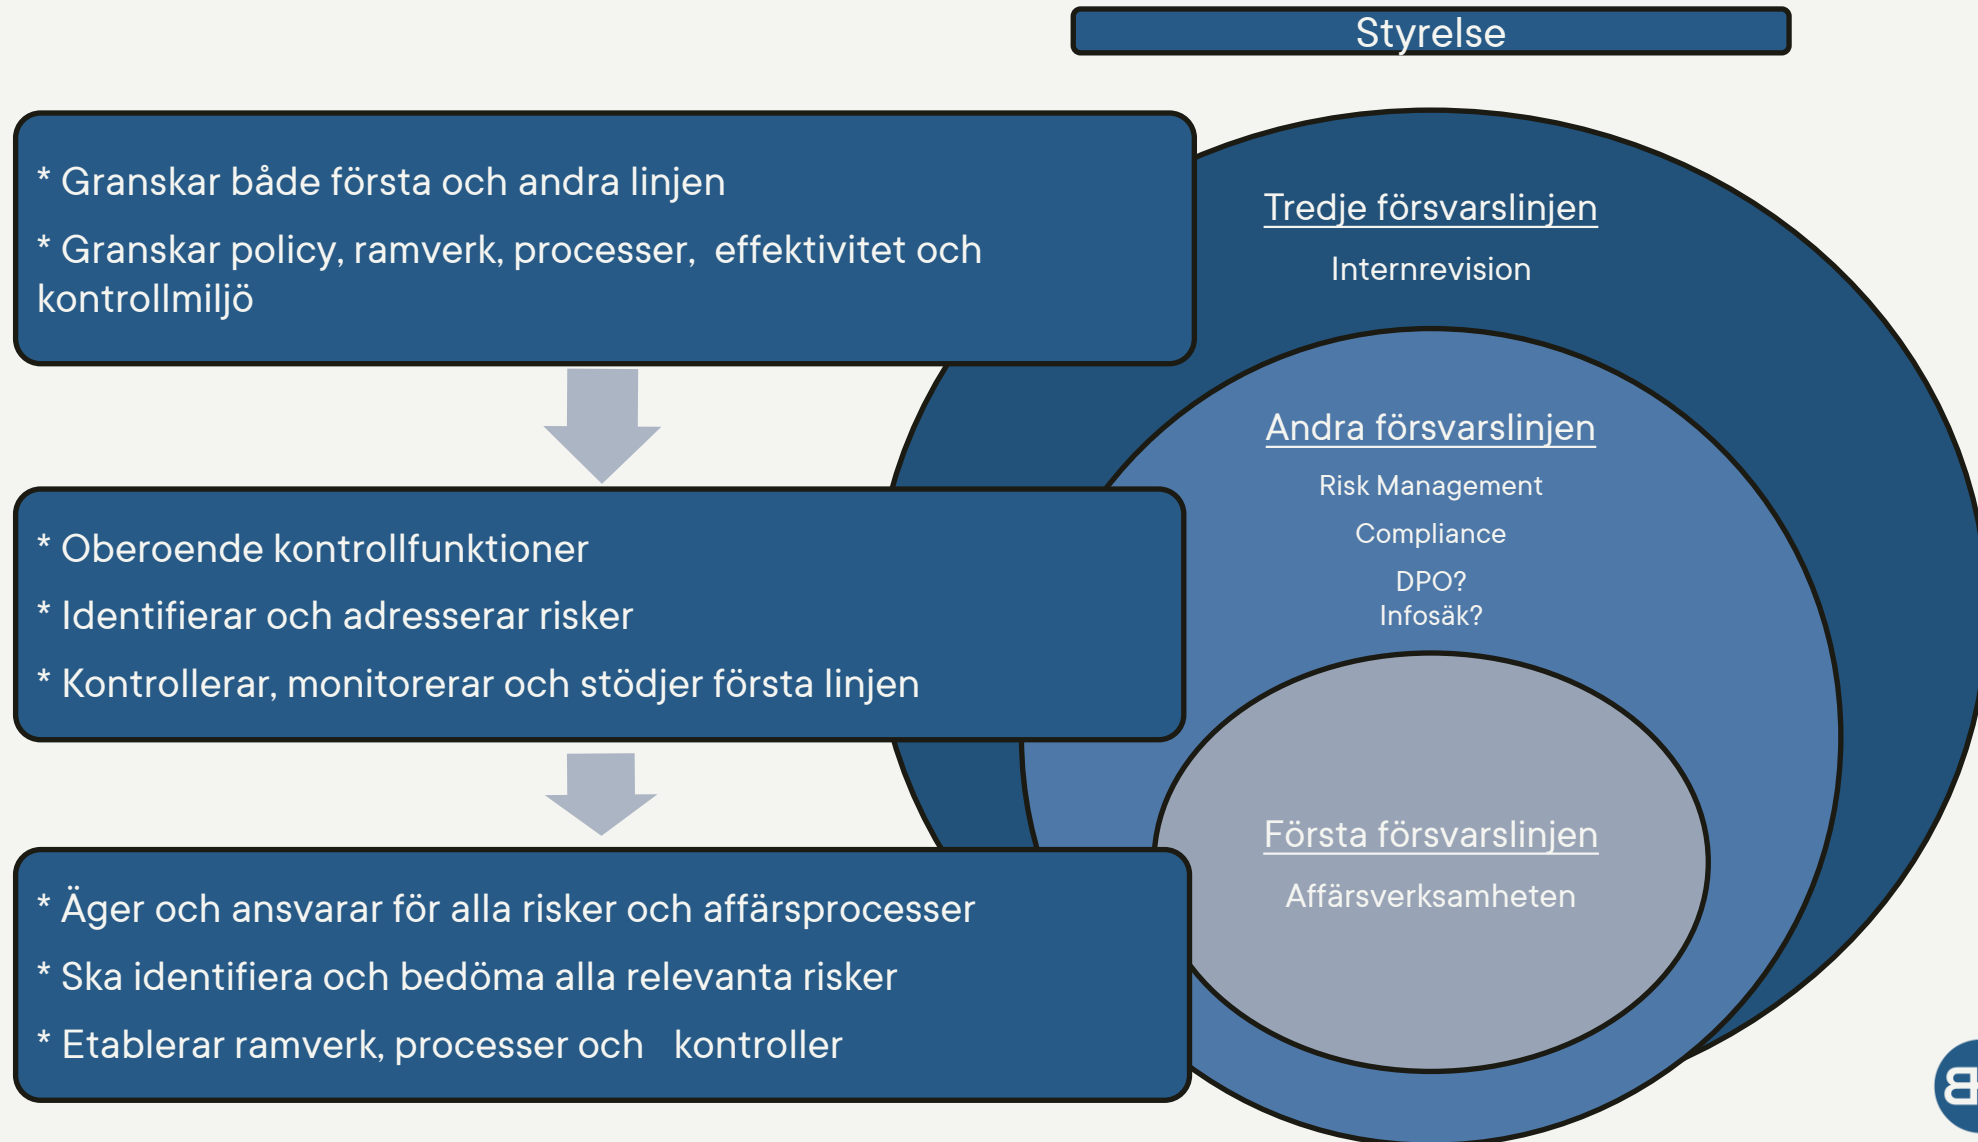 Styrelse
* Granskar både första och andra linjen
* Granskar policy, ramverk, processer,  effektivitet och
kontrollmiljö
Tredje försvarslinjen
Internrevision
* Oberoende kontrollfunktioner
* Identifierar och adresserar risker
* Kontrollerar, monitorerar och stödjer första linjen
Andra försvarslinjen
Risk Management
Compliance
DPO?
Infosäk?
* Äger och ansvarar för alla risker och affärsprocesser
* Ska identifiera och bedöma alla relevanta risker
* Etablerar ramverk, processer och   kontroller
Första försvarslinjen
Affärsverksamheten